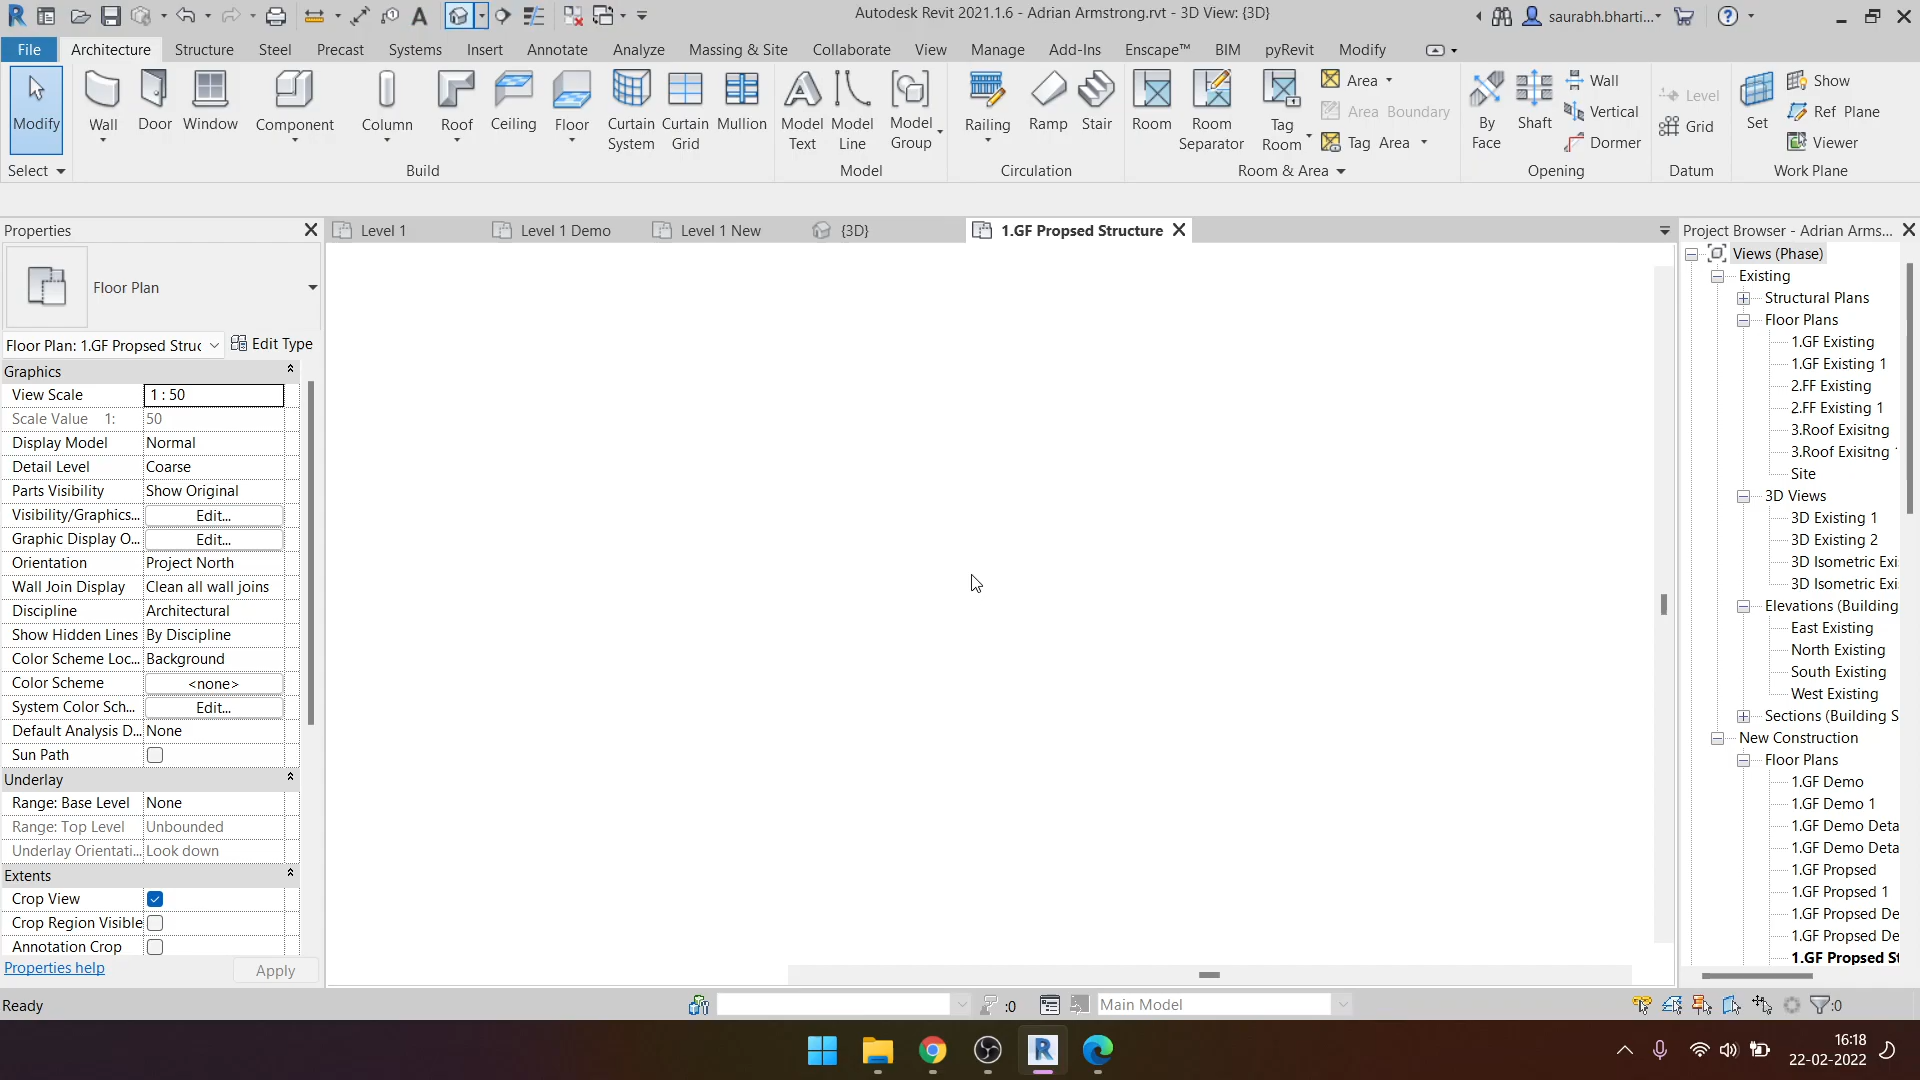 Autodesk Revit 2021.1.6 - Adrian Armstrong.rvt - 3D View: {3D}
saurabh.bharti...
File Architecture Structure Steel Precast Systems Insert Annotate Analyze Massing & Site Collaborate View Manage Add-Ins Enscape™ BIM pyRevit Modify
Modify
Wall
Door
Window
Component
Column
Roof
Ceiling
Floor
Curtain System
Curtain Grid
Mullion
Model Text
Model Line
Model Group
Railing
Ramp
Stair
Room
Room Separator
Tag Room
Area
Area Boundary
Tag Area
By Face
Shaft
Wall
Vertical
Dormer
Level
Grid
Set
Show
Ref Plane
Viewer
Select Build Model Circulation Room & Area Opening Datum Work Plane
Properties
Level 1 Level 1 Demo Level 1 New {3D} 1.GF Propsed Structure
Floor Plan
Floor Plan: 1.GF Propsed Struc Edit Type
Graphics
View Scale 1 : 50
Scale Value 1: 50
Display Model Normal
Detail Level Coarse
Parts Visibility Show Original
Visibility/Graphics... Edit...
Graphic Display O... Edit...
Orientation Project North
Wall Join Display Clean all wall joins
Discipline Architectural
Show Hidden Lines By Discipline
Color Scheme Loc... Background
Color Scheme <none>
System Color Sch... Edit...
Default Analysis D... None
Sun Path
Underlay
Range: Base Level None
Range: Top Level Unbounded
Underlay Orientati... Look down
Extents
Crop View
Crop Region Visible
Annotation Crop
Properties help Apply
Project Browser - Adrian Arms...
Views (Phase)
Existing
Structural Plans
Floor Plans
1.GF Existing
1.GF Existing 1
2.FF Existing
2.FF Existing 1
3.Roof Exisitng
3.Roof Exisitng
Site
3D Views
3D Existing 1
3D Existing 2
3D Isometric Exi
3D Isometric Exi
Elevations (Building
East Existing
North Existing
South Existing
West Existing
Sections (Building S
New Construction
Floor Plans
1.GF Demo
1.GF Demo 1
1.GF Demo Deta
1.GF Demo Deta
1.GF Propsed
1.GF Propsed 1
1.GF Propsed De
1.GF Propsed De
1.GF Propsed St
Ready :0 Main Model :0
16:18
22-02-2022